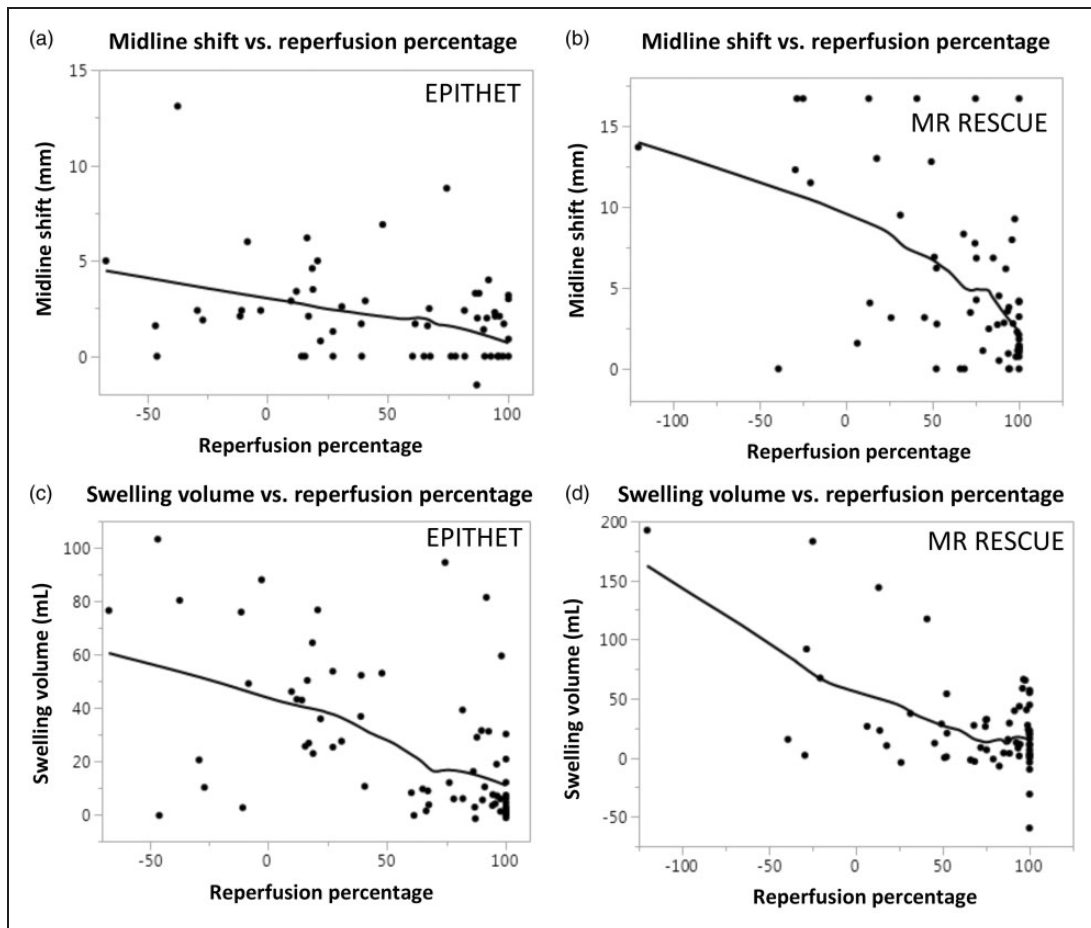 (a) Midline shift vs. reperfusion percentage
EPITHET
15
10
5
0
Midline shift (mm)
-50 0 50 100
Reperfusion percentage
(b) Midline shift vs. reperfusion percentage
MR RESCUE
15
10
5
0
Midline shift (mm)
-100 -50 0 50 100
Reperfusion percentage
(c) Swelling volume vs. reperfusion percentage
EPITHET
100
80
60
40
20
0
Swelling volume (mL)
-50 0 50 100
Reperfusion percentage
(d) Swelling volume vs. reperfusion percentage
MR RESCUE
200
150
100
50
0
-50
Swelling volume (mL)
-100 -50 0 50 100
Reperfusion percentage